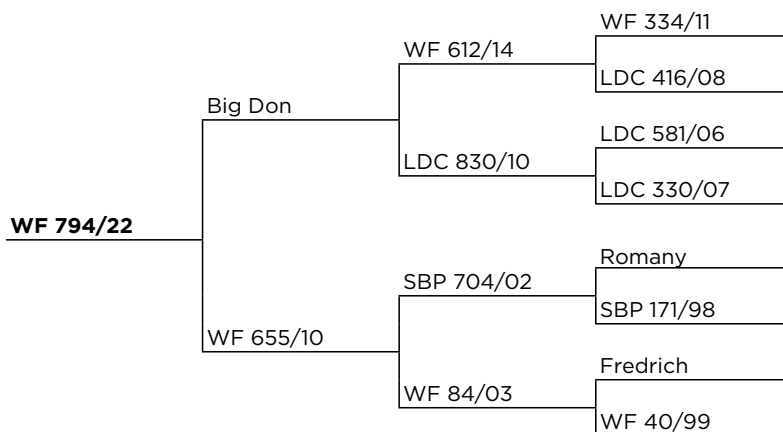 WF 334/11
WF 612/14
LDC 416/08
Big Don
LDC 581/06
LDC 830/10
LDC 330/07
WF 794/22
Romany
SBP 704/02
SBP 171/98
WF 655/10
Fredrich
WF 84/03
WF 40/99